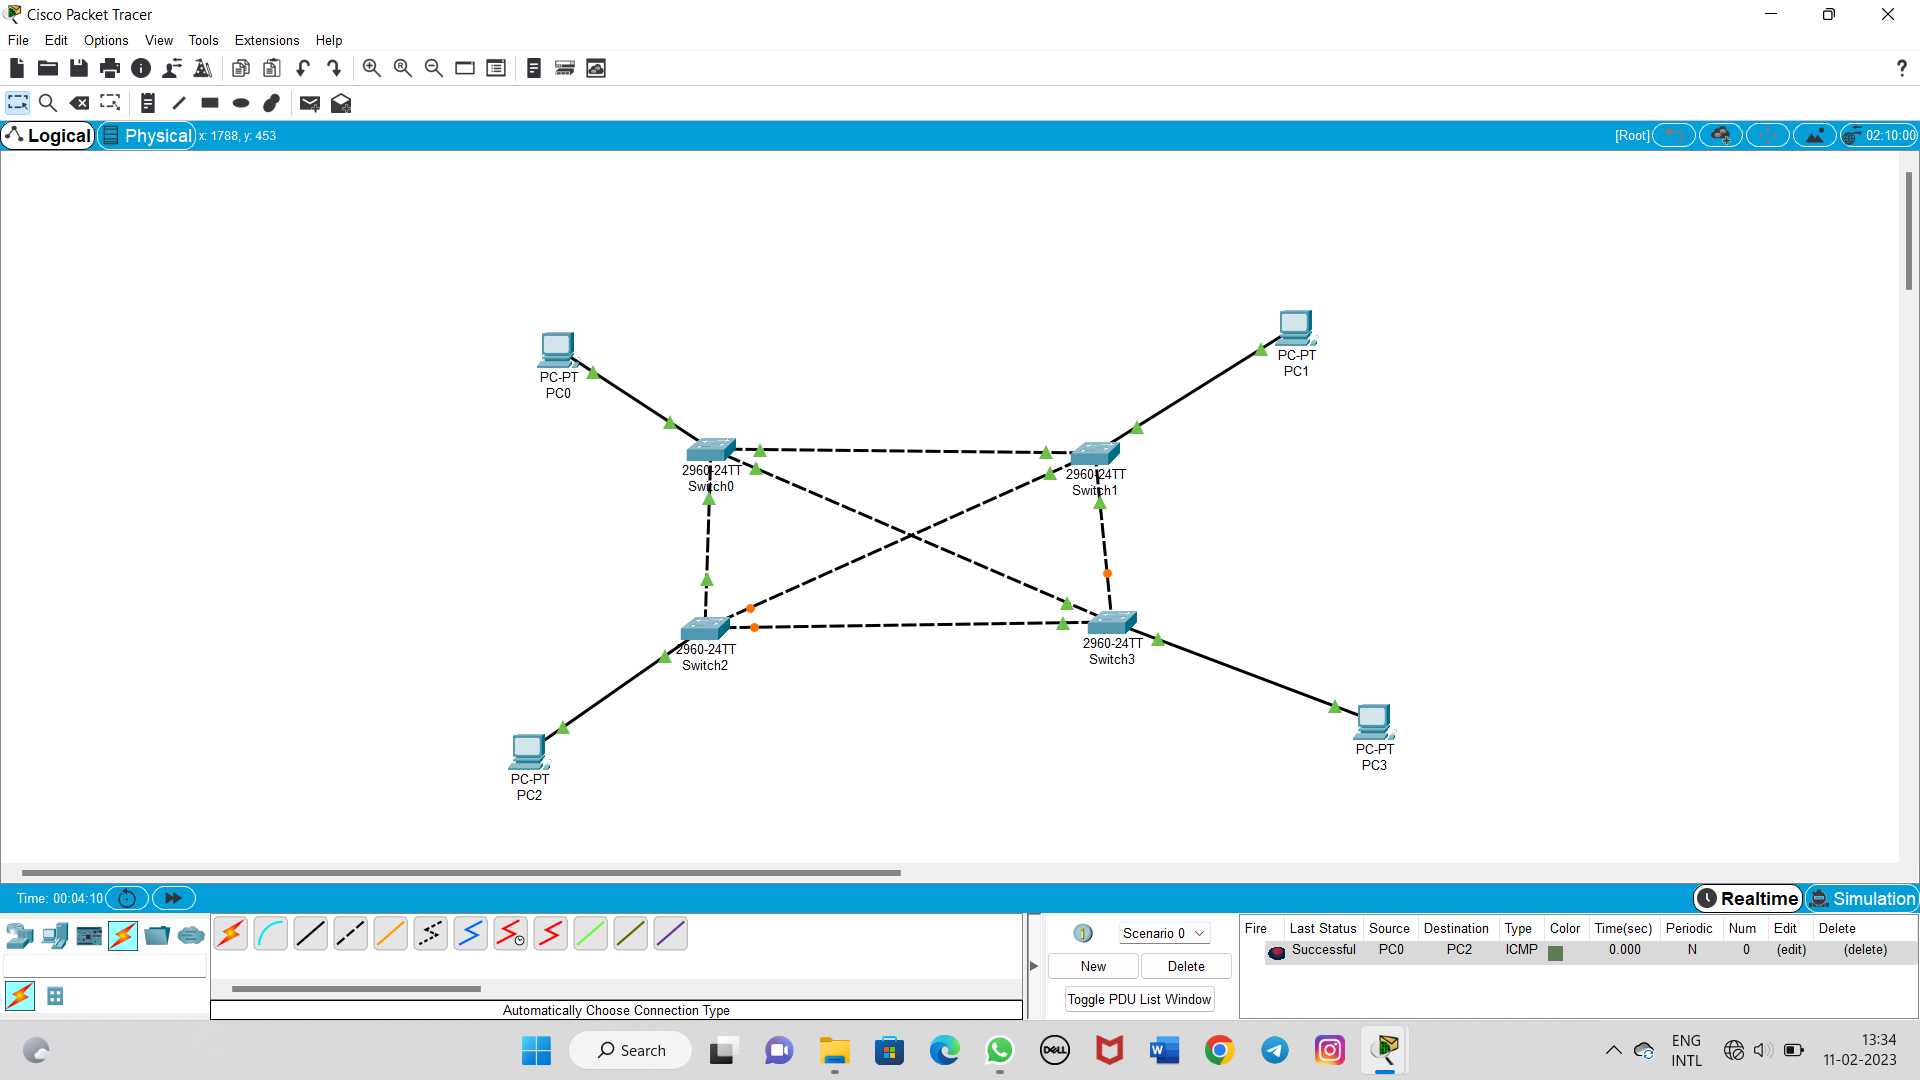 Cisco Packet Tracer
File Edit Options View Tools Extensions Help
?
Logical Physical x: 1788, y: 453 [Root] 02:10:00
PC-PT
PC1
PC-PT
PC0
2960-24TT
Switch0
2960-24TT
Switch1
2960-24TT
Switch2
2960-24TT
Switch3
PC-PT
PC3
PC-PT
PC2
Time: 00:04:10 Realtime Simulation
Scenario 0
New Delete
Toggle PDU List Window
Fire Last Status Source Destination Type Color Time(sec) Periodic Num Edit Delete
Successful PC0 PC2 ICMP 0.000 N 0 (edit) (delete)
Automatically Choose Connection Type
Search
DELL
ENG
INTL
13:34
11-02-2023